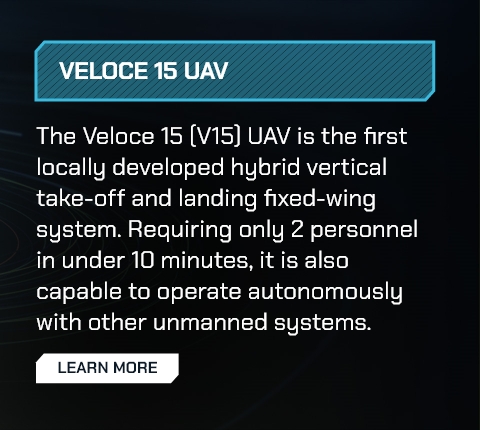 VELOCE 15 UAV
The Veloce 15 (V15) UAV is the first
locally developed hybrid vertical
take-off and landing fixed-wing
system. Requiring only 2 personnel
in under 10 minutes, it is also
capable to operate autonomously
with other unmanned systems.
LEARN MORE